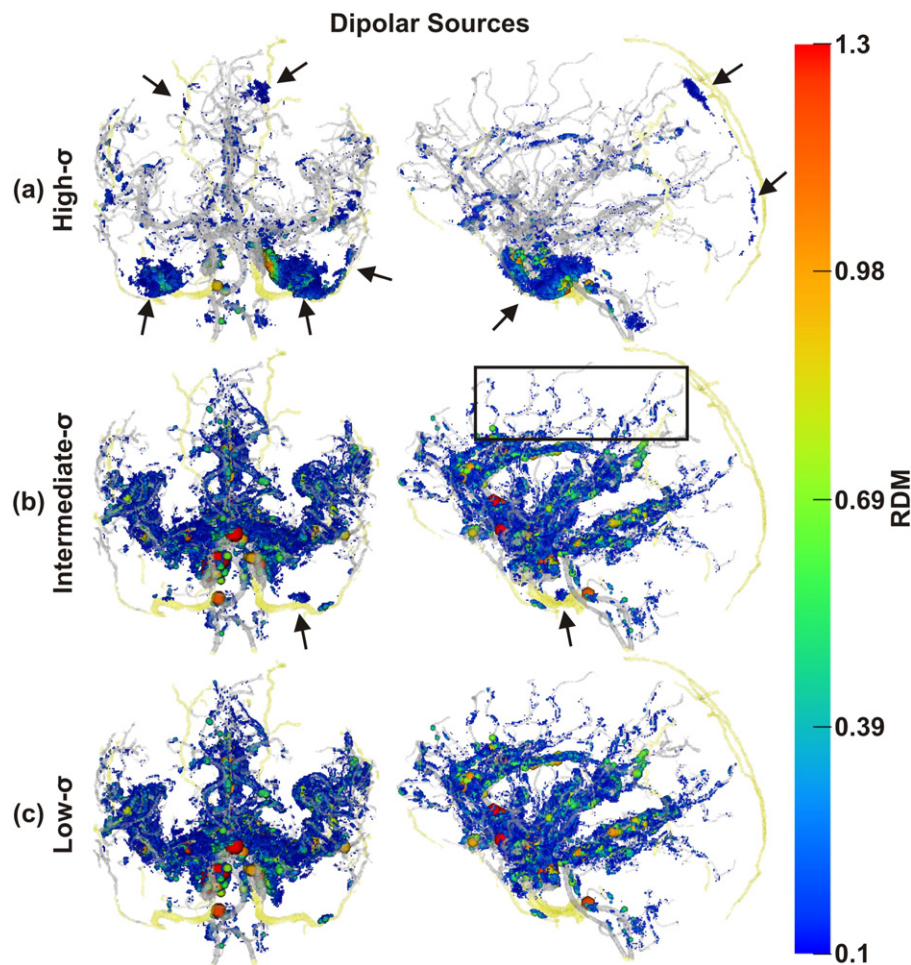 Dipolar Sources
(a)
High-σ
(b)
Intermediate-σ
(c)
Low-σ
1.3
0.98
0.69
0.39
0.1
RDM